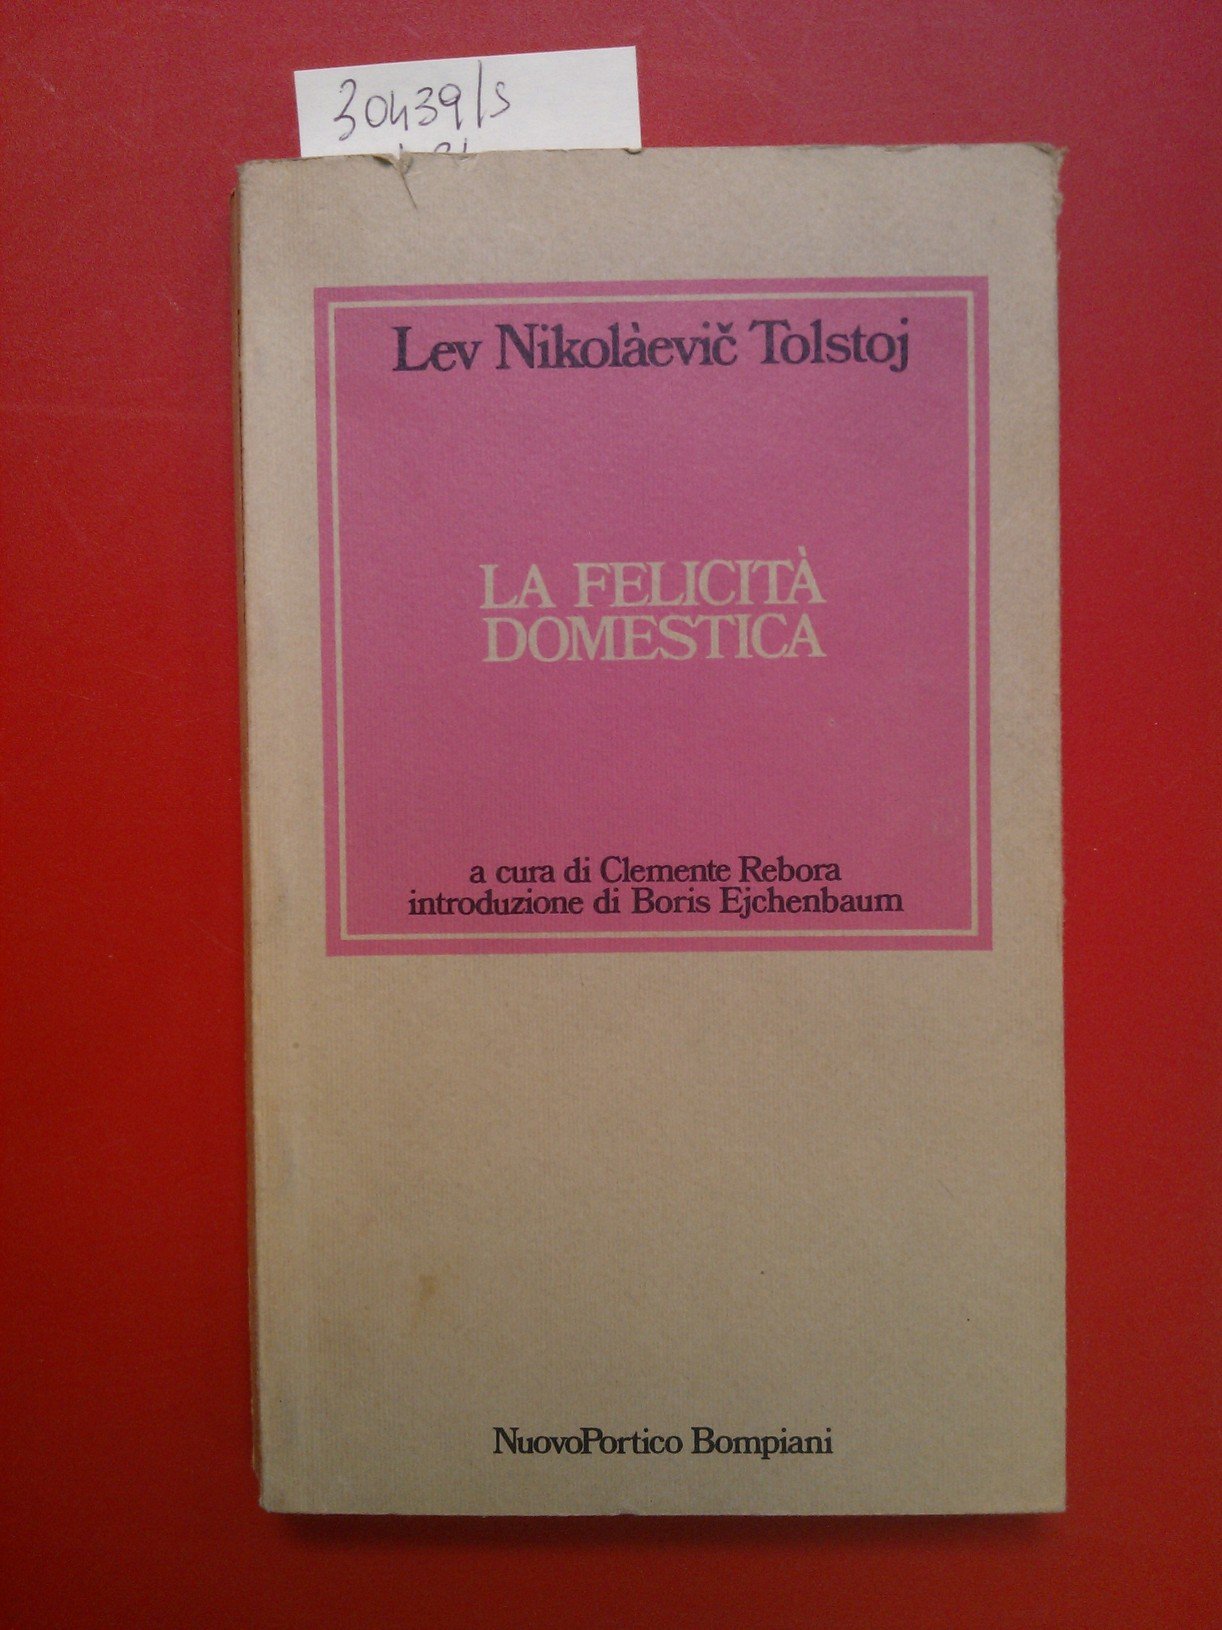 30439/s
Lev Nikolàevič Tolstoj
LA FELICITÀ
DOMESTICA
a cura di Clemente Rebora
introduzione di Boris Ejchenbaum
NuovoPortico Bompiani